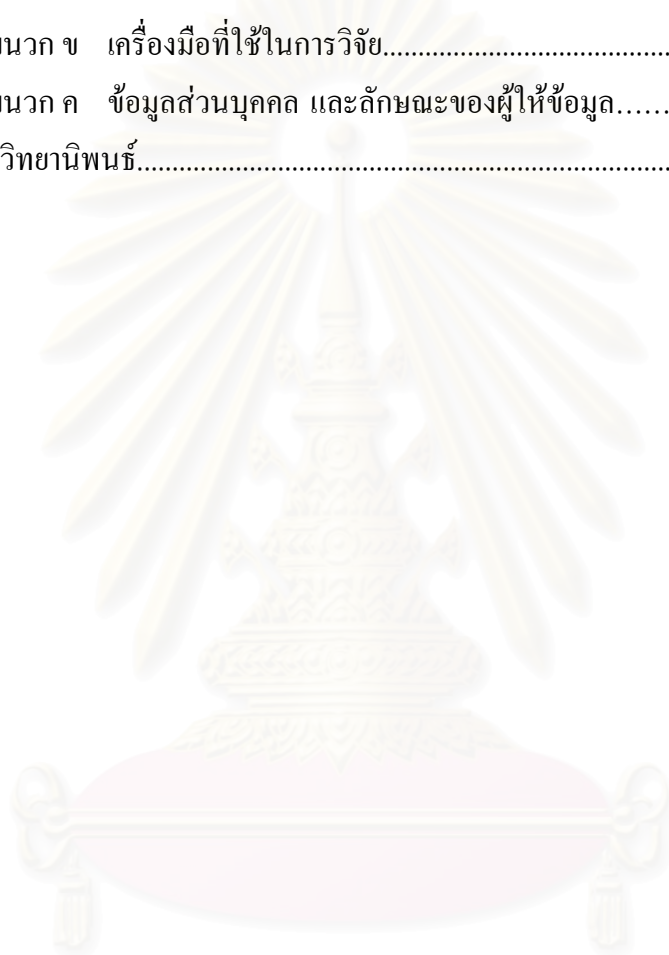 นวก ข เครื่องมือที่ใช้ในการวิจัย......................................
นวก ค ข้อมูลส่วนบุคคล และลักษณะของผู้ให้ข้อมูล......
วิทยานิพนธ์................................................................................